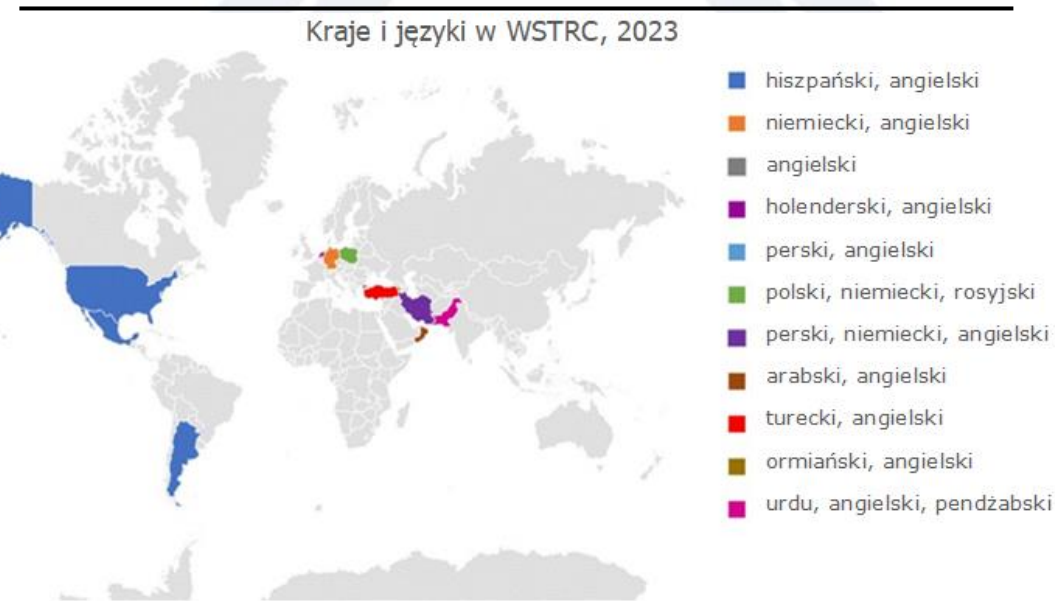 Kraje i języki w WSTRC, 2023
hiszpański, angielski
niemiecki, angielski
angielski
holenderski, angielski
perski, angielski
polski, niemiecki, rosyjski
perski, niemiecki, angielski
arabski, angielski
turecki, angielski
ormiański, angielski
urdu, angielski, pendżabski